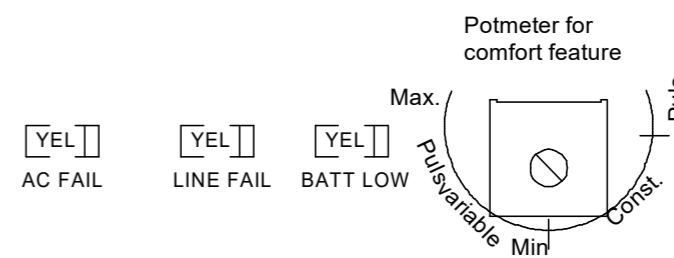 Potmeter for
comfort feature
Max.
YEL YEL YEL
AC FAIL LINE FAIL BATT LOW
Pulsvariable
Const.
Min